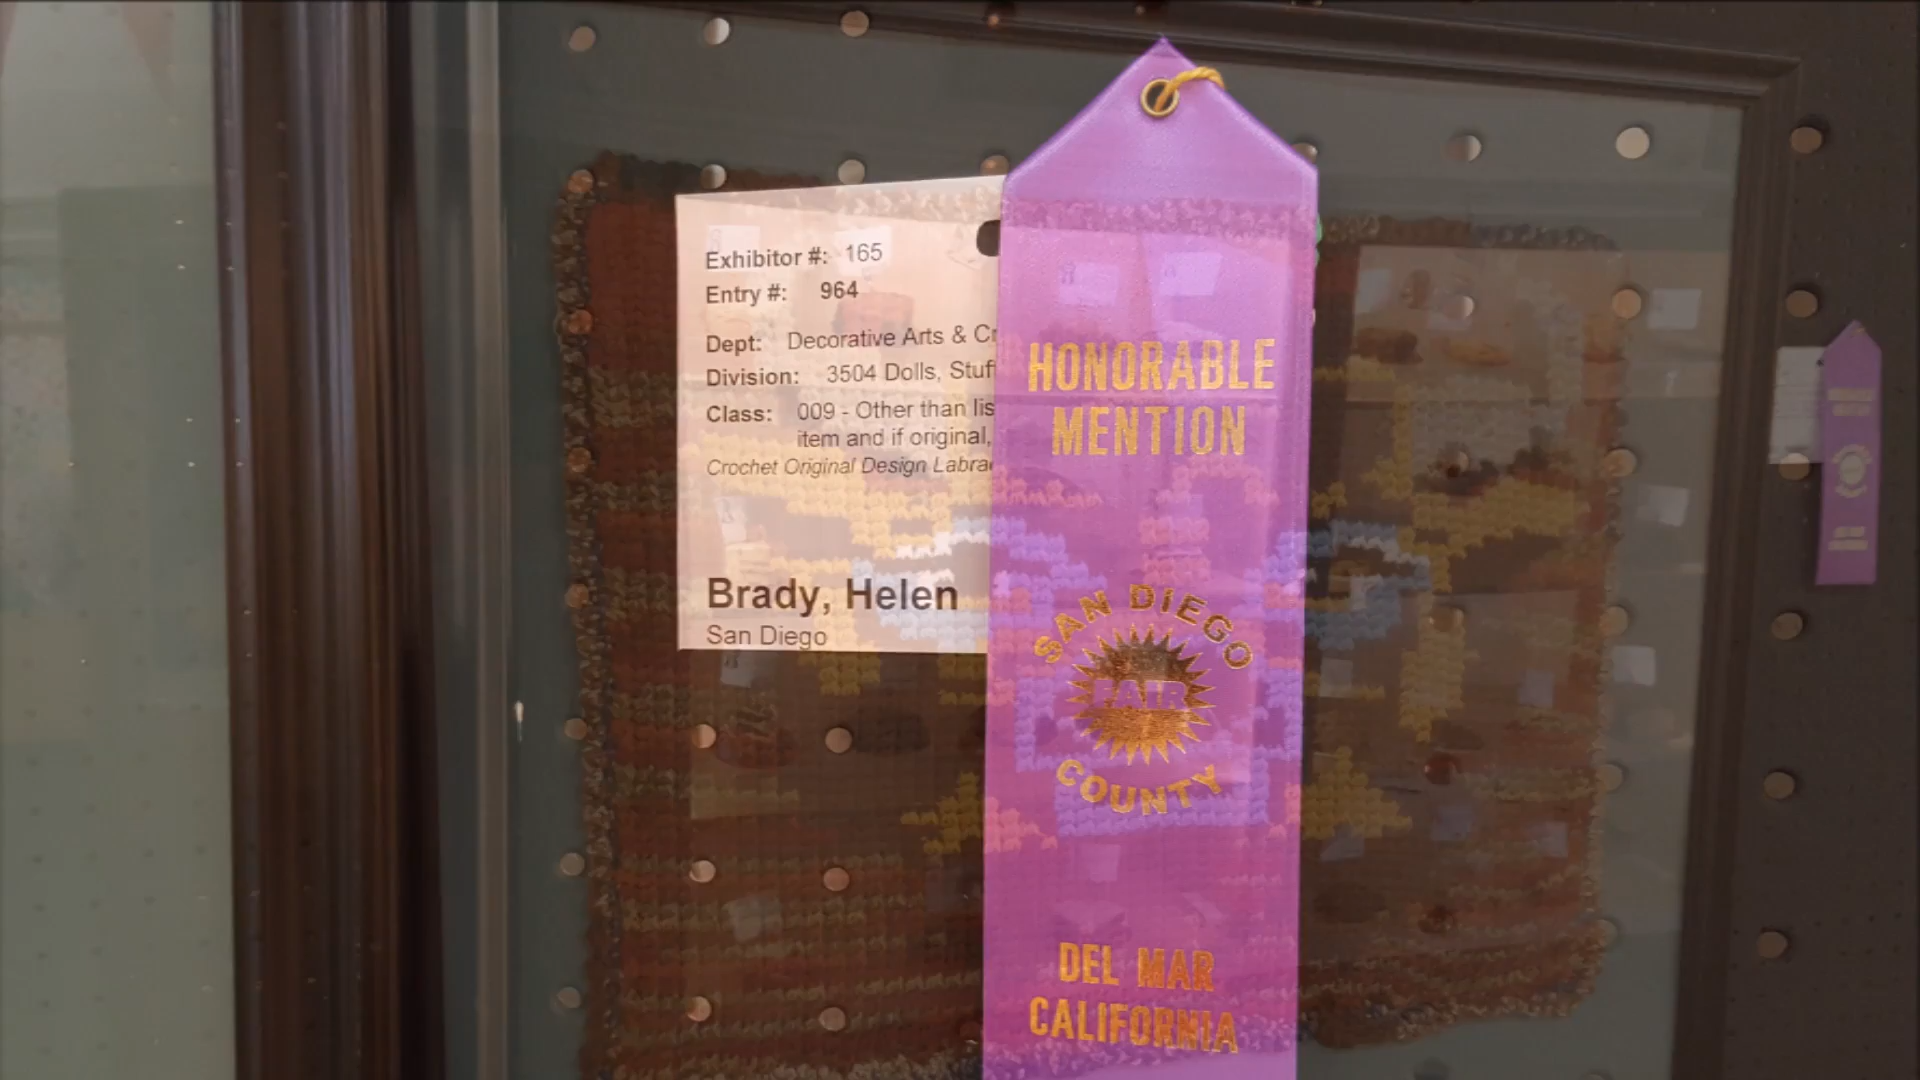 Exhibitor #: 165
Entry #: 964
Dept: Decorative Arts & Cr
Division: 3504 Dolls, Stuf
Class: 009 - Other than lis
item and if original,
Crochet Original Design Labra
Brady, Helen
San Diego
HONORABLE
MENTION
SAN DIEGO
FAIR
COUNTY
DEL MAR
CALIFORNIA